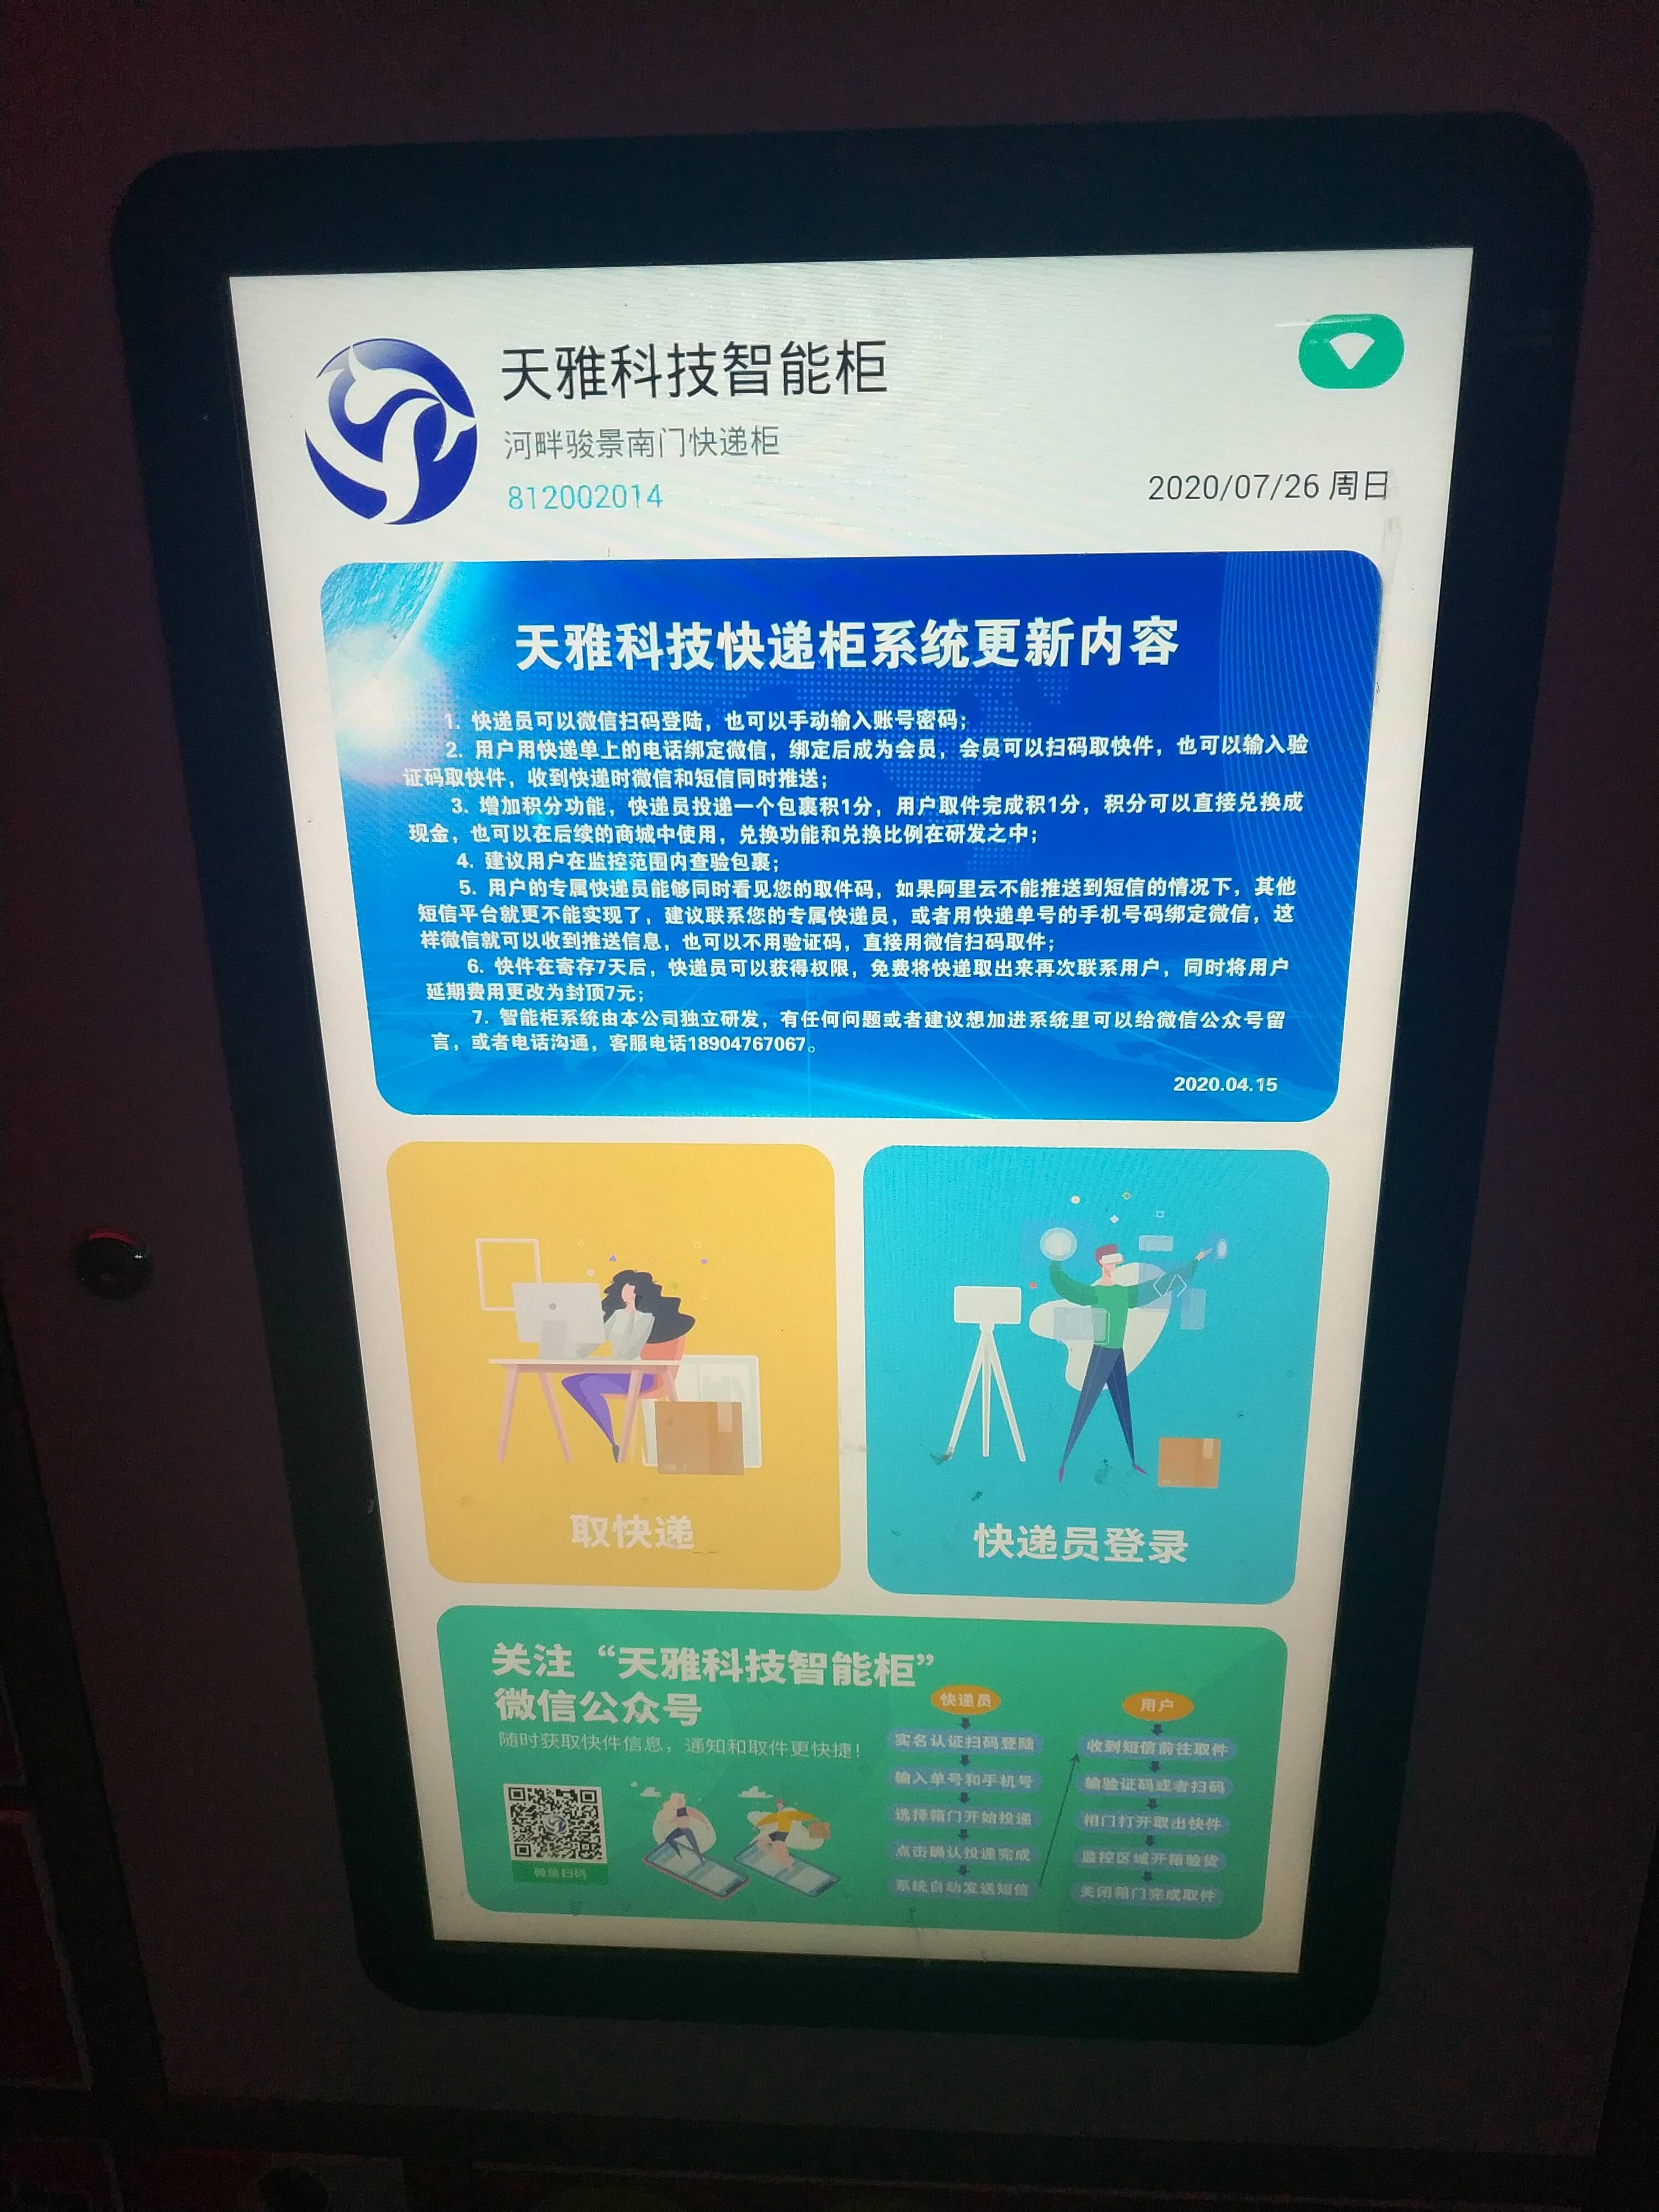 天雅科技智能柜
河畔骏景南门快递柜
812002014
2020/07/26 周日
天雅科技快递柜系统更新内容
1. 快递员可以微信扫码登陆，也可以手动输入账号密码；
2. 用户用快递单上的电话绑定微信，绑定后成为会员，会员可以扫码取快件，也可以输入验
证码取快件，收到快递时微信和短信同时推送；
3. 增加积分功能，快递员投递一个包裹积1分，用户取件完成积1分，积分可以直接兑换成
现金，也可以在后续的商城中使用，兑换功能和兑换比例在研发之中；
4. 建议用户在监控范围内查验包裹；
5. 用户的专属快递员能够同时看见您的取件码，如果阿里云不能推送到短信的情况下，其他
短信平台就更不能实现了，建议联系您的专属快递员，或者用快递单号的手机号码绑定微信，这
样微信就可以收到推送信息，也可以不用验证码，直接用微信扫码取件；
6. 快件在寄存7天后，快递员可以获得权限，免费将快递取出来再次联系用户，同时将用户
延期费用更改为封顶7元；
7. 智能柜系统由本公司独立研发，有任何问题或者建议想加进系统里可以给微信公众号留
言，或者电话沟通，客服电话18904767067。
2020.04.15
取快递
快递员登录
关注“天雅科技智能柜”
微信公众号
随时获取快件信息，通知和取件更快捷！
微信扫码
快递员
实名认证扫码登陆
输入单号和手机号
选择箱门开始投递
点击确认投递完成
系统自动发送短信
用户
收到短信前往取件
输验证码或者扫码
相门打开取出快件
监控区域开箱验货
关闭箱门完成取件